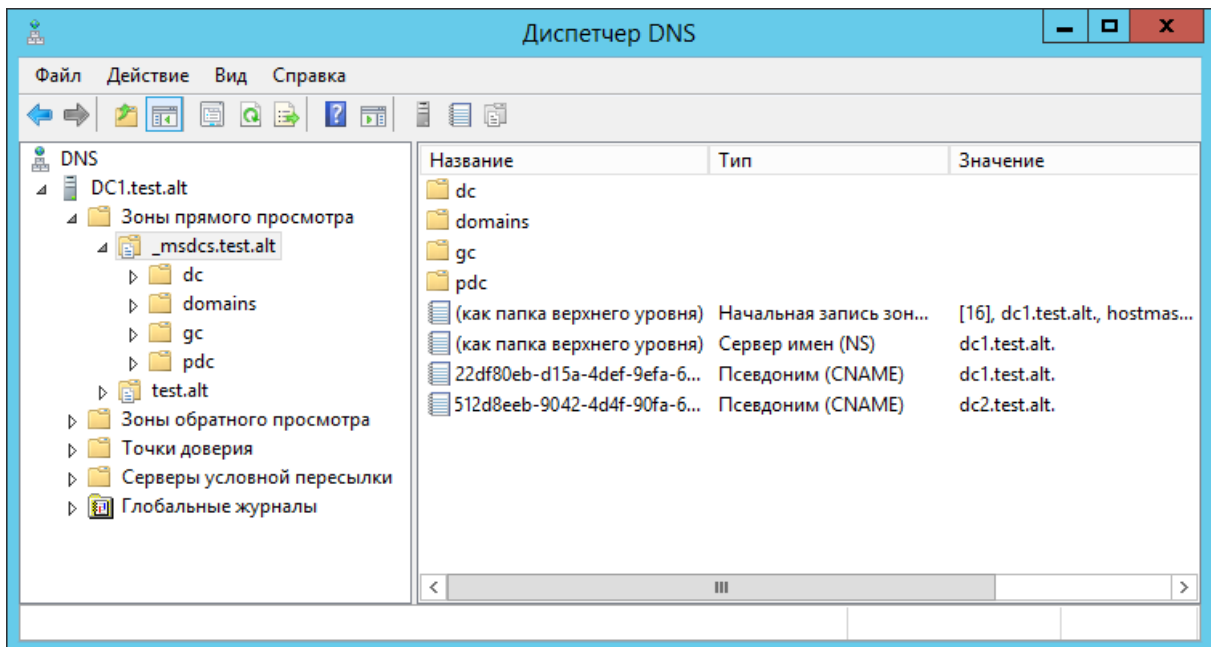 Диспетчер DNS
Файл Действие Вид Справка
DNS
DC1.test.alt
Зоны прямого просмотра
_msdcs.test.alt
dc
domains
gc
pdc
test.alt
Зоны обратного просмотра
Точки доверия
Серверы условной пересылки
Глобальные журналы
Название Тип Значение
dc
domains
gc
pdc
(как папка верхнего уровня) Начальная запись зон... [16], dc1.test.alt., hostmas...
(как папка верхнего уровня) Сервер имен (NS) dc1.test.alt.
22df80eb-d15a-4def-9efa-6... Псевдоним (CNAME) dc1.test.alt.
512d8eeb-9042-4d4f-90fa-6... Псевдоним (CNAME) dc2.test.alt.